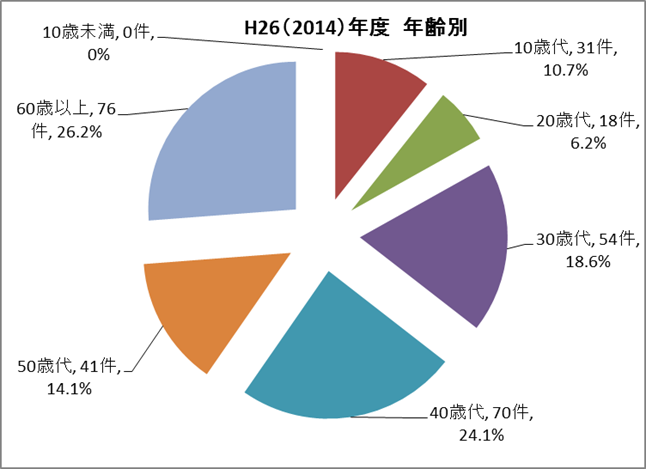 H26（2014）年度 年齢別
10歳未満, 0件,
0%
10歳代, 31件,
10.7%
20歳代, 18件,
6.2%
30歳代, 54件,
18.6%
40歳代, 70件,
24.1%
50歳代, 41件,
14.1%
60歳以上, 76
件, 26.2%